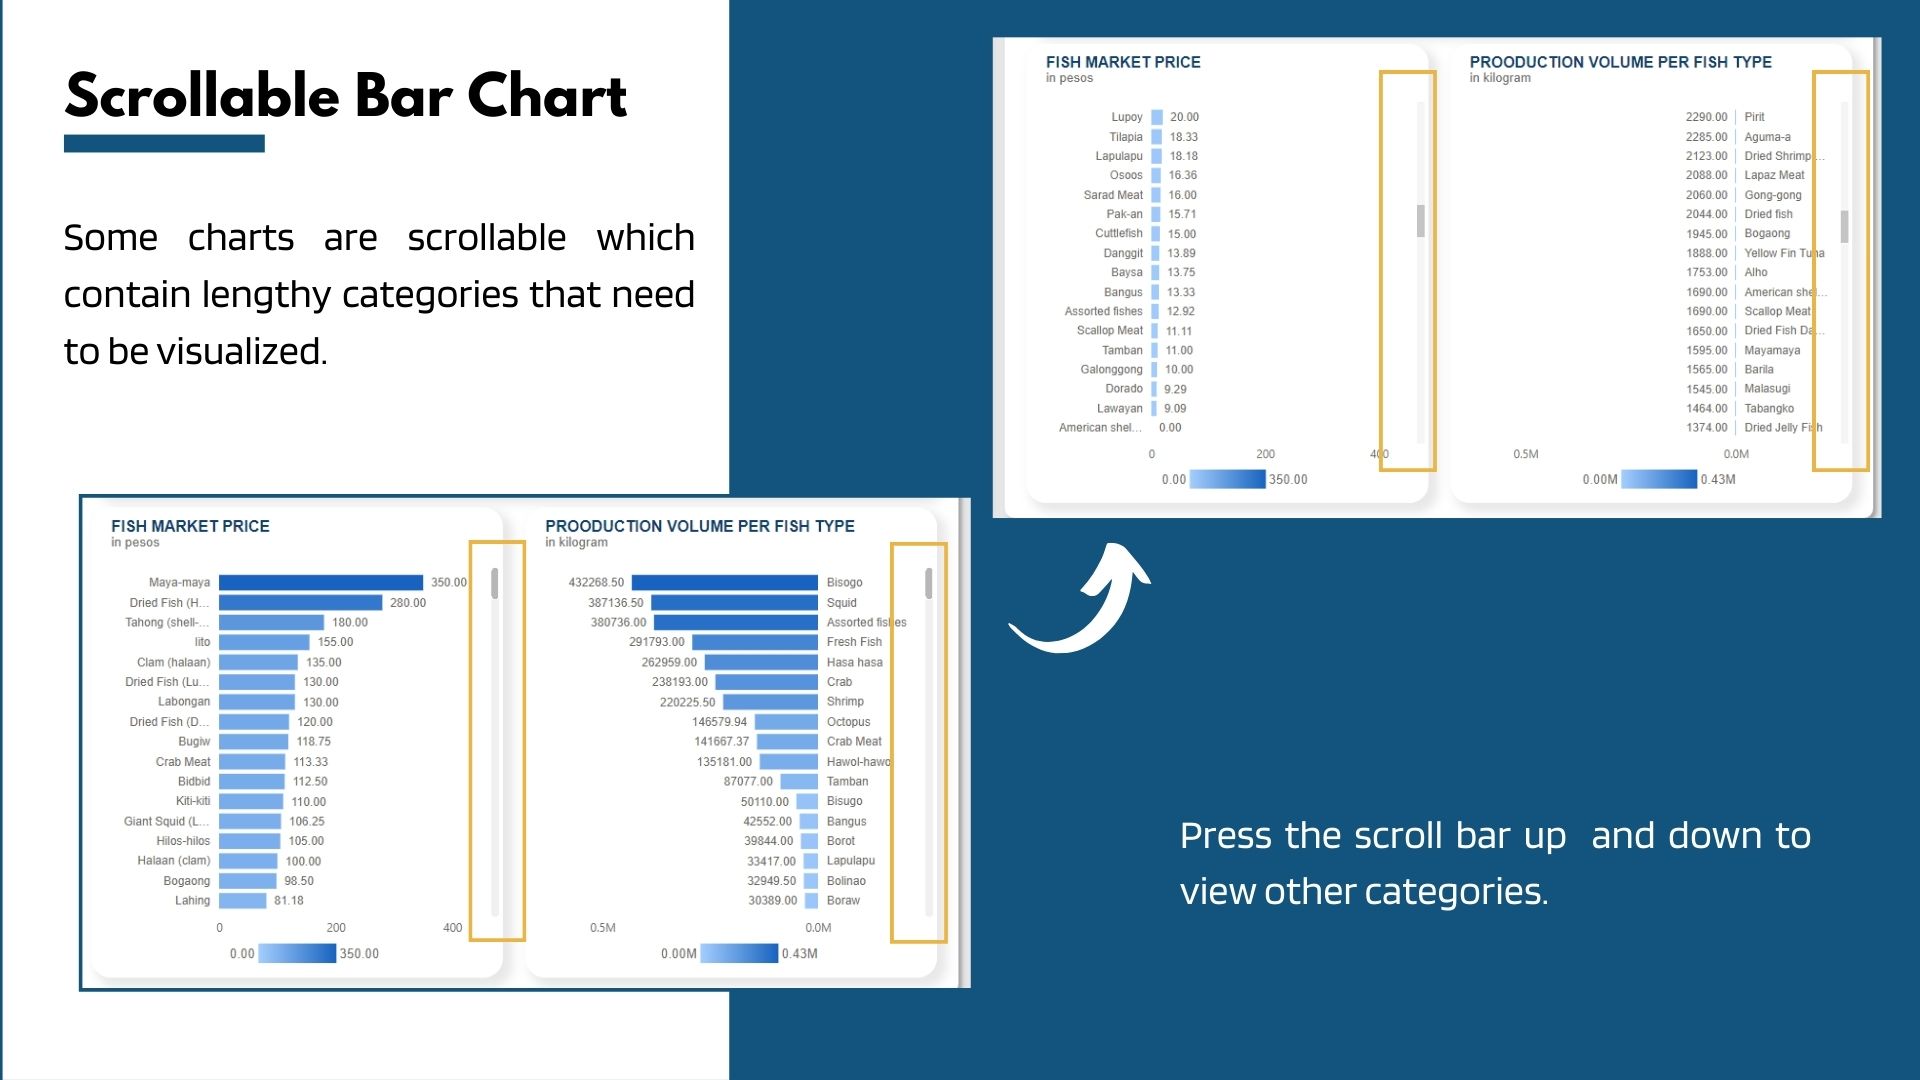 Scrollable Bar Chart
Some charts are scrollable which
contain lengthy categories that need
to be visualized.
FISH MARKET PRICE
in pesos
Maya-maya 350.00
Dried Fish (H... 280.00
Tahong (shell-... 180.00
lito 155.00
Clam (halaan) 135.00
Dried Fish (Lu... 130.00
Labongan 130.00
Dried Fish (D... 120.00
Bugiw 118.75
Crab Meat 113.33
Bidbid 112.50
Kiti-kiti 110.00
Giant Squid (L... 106.25
Hilos-hilos 105.00
Halaan (clam) 100.00
Bogaong 98.50
Lahing 81.18
0 200 400
0.00 350.00
PROODUCTION VOLUME PER FISH TYPE
in kilogram
432268.50 Bisogo
387136.50 Squid
380736.00 Assorted fishes
291793.00 Fresh Fish
262959.00 Hasa hasa
238193.00 Crab
220225.50 Shrimp
146579.94 Octopus
141667.37 Crab Meat
135181.00 Hawol-hawol
87077.00 Tamban
50110.00 Bisugo
42552.00 Bangus
39844.00 Borot
33417.00 Lapulapu
32949.50 Bolinao
30389.00 Boraw
0.5M 0.0M
0.00M 0.43M
FISH MARKET PRICE
in pesos
Lupoy 20.00
Tilapia 18.33
Lapulapu 18.18
Osoos 16.36
Sarad Meat 16.00
Pak-an 15.71
Cuttlefish 15.00
Danggit 13.89
Baysa 13.75
Bangus 13.33
Assorted fishes 12.92
Scallop Meat 11.11
Tamban 11.00
Galonggong 10.00
Dorado 9.29
Lawayan 9.09
American shel... 0.00
0 200 400
0.00 350.00
PROODUCTION VOLUME PER FISH TYPE
in kilogram
2290.00 Pirit
2285.00 Aguma-a
2123.00 Dried Shrimp...
2088.00 Lapaz Meat
2060.00 Gong-gong
2044.00 Dried fish
1945.00 Bogaong
1888.00 Yellow Fin Tuna
1753.00 Alho
1690.00 American shel...
1690.00 Scallop Meat
1650.00 Dried Fish Da...
1595.00 Mayamaya
1565.00 Barila
1545.00 Malasugi
1464.00 Tabangko
1374.00 Dried Jelly Fish
0.5M 0.0M
0.00M 0.43M
Press the scroll bar up and down to
view other categories.